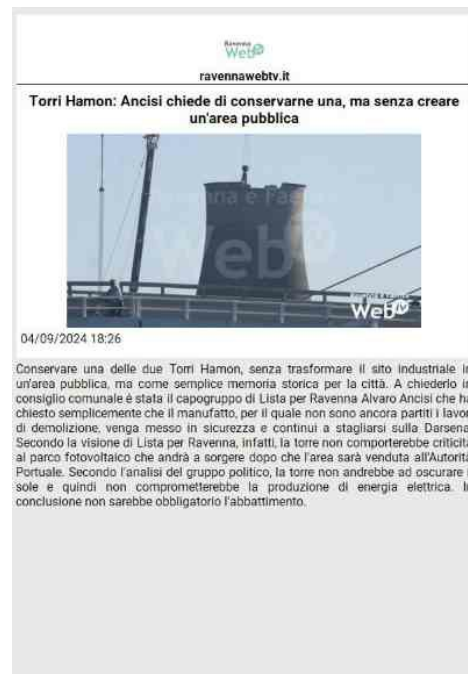 Ravenna
Web
ravennawebtv.it
Torri Hamon: Ancisi chiede di conservarne una, ma senza creare
un'area pubblica
Web
Web
04/09/2024 18:26
Conservare una delle due Torri Hamon, senza trasformare il sito industriale in
un'area pubblica, ma come semplice memoria storica per la città. A chiederlo in
consiglio comunale è stata il capogruppo di Lista per Ravenna Alvaro Ancisi che ha
chiesto semplicemente che il manufatto, per il quale non sono ancora partiti i lavori
di demolizione, venga messo in sicurezza e continui a stagliarsi sulla Darsena.
Secondo la visione di Lista per Ravenna, infatti, la torre non comporterebbe criticità
al parco fotovoltaico che andrà a sorgere dopo che l'area sarà venduta all'Autorità
Portuale. Secondo l'analisi del gruppo politico, la torre non andrebbe ad oscurare il
sole e quindi non comprometterebbe la produzione di energia elettrica. In
conclusione non sarebbe obbligatorio l'abbattimento.